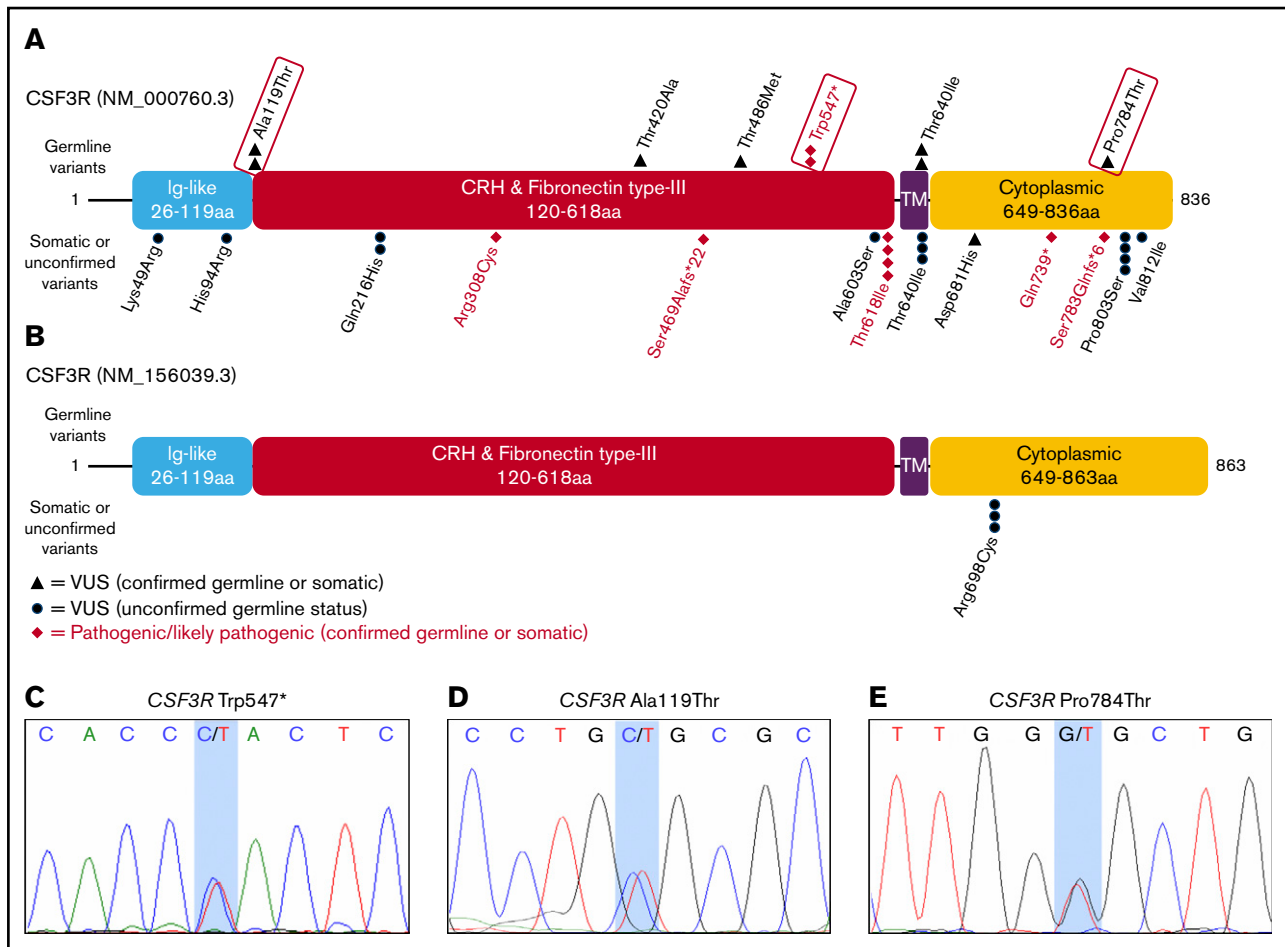 A
CSF3R (NM_000760.3)
Ala119Thr
Thr420Ala
Thr486Met
Trp547*
Thr640Ile
Pro784Thr
Germline
variants
1
Ig-like
26-119aa
CRH & Fibronectin type-III
120-618aa
TM
Cytoplasmic
649-836aa
836
Somatic or
unconfirmed
variants
Lys49Arg
His94Arg
Gln216His
Arg308Cys
Ser469Alafs*22
Ala603Ser
Thr618Ile
Thr640Ile
Asp681His
Gln739*
Ser783Glnfs*6
Pro803Ser
Val812Ile
B
CSF3R (NM_156039.3)
Germline
variants
1
Ig-like
26-119aa
CRH & Fibronectin type-III
120-618aa
TM
Cytoplasmic
649-863aa
863
Somatic or
unconfirmed
variants
Arg698Cys
▲ = VUS (confirmed germline or somatic)
● = VUS (unconfirmed germline status)
◆ = Pathogenic/likely pathogenic (confirmed germline or somatic)
C
CSF3R Trp547*
C A C C C/T A C T C
D
CSF3R Ala119Thr
C C T G C/T G C G C
E
CSF3R Pro784Thr
T T G G G/T G C T G